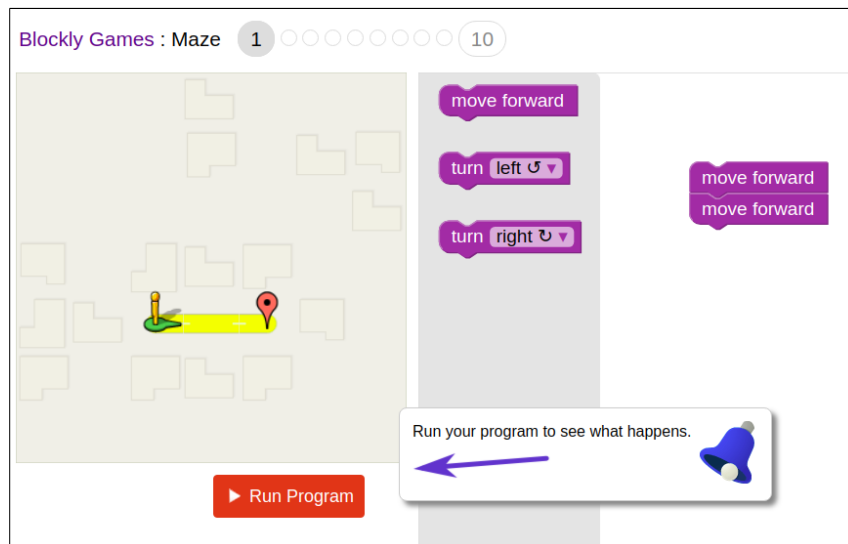 Blockly Games : Maze 1 10
move forward
turn left ↺ ▾
turn right ↻ ▾
move forward
move forward
Run your program to see what happens.
Run Program